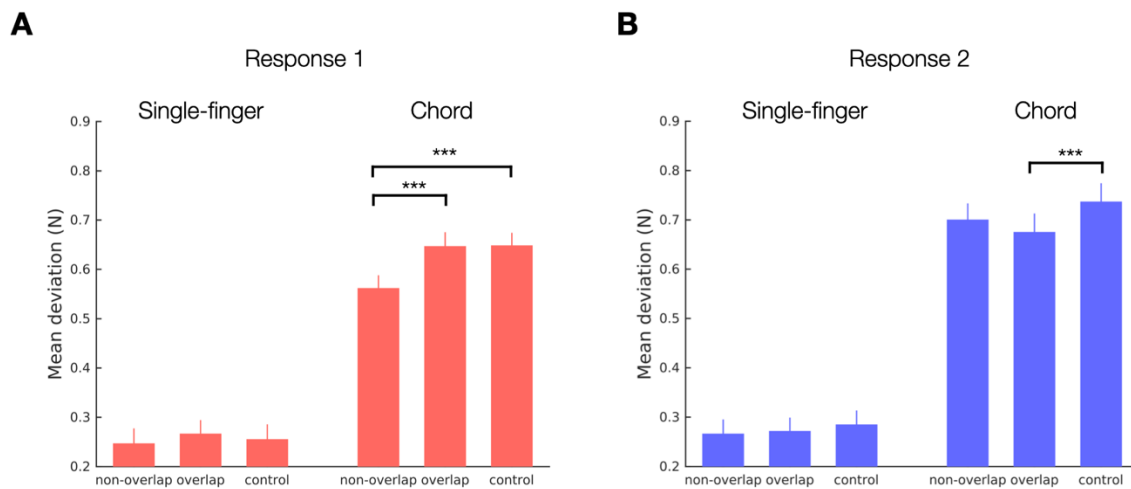 A
Response 1
Single-finger Chord
0.9
0.8
0.7
0.6
0.5
0.4
0.3
0.2
Mean deviation (N)
***
***
non-overlap overlap control non-overlap overlap control
B
Response 2
Single-finger Chord
0.9
0.8
0.7
0.6
0.5
0.4
0.3
0.2
Mean deviation (N)
***
non-overlap overlap control non-overlap overlap control